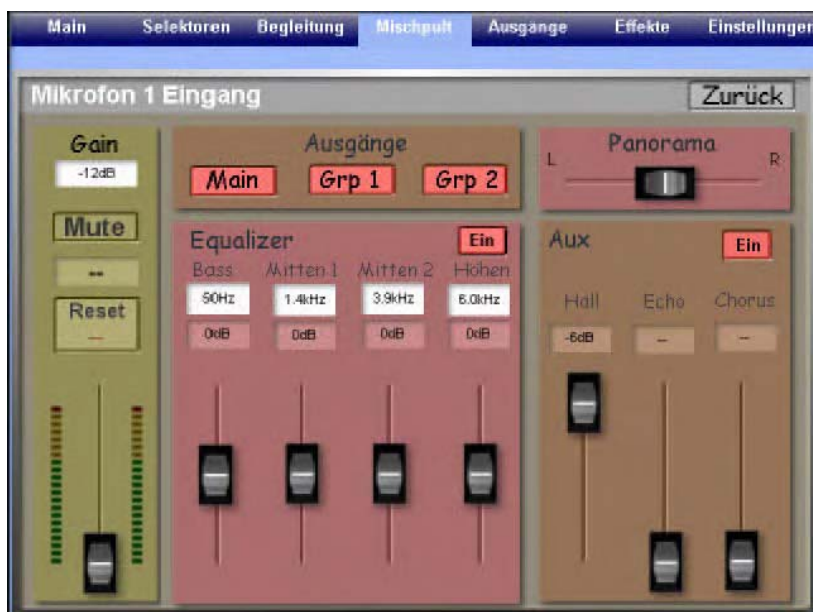 Main Selektoren Begleitung Mischpult Ausgänge Effekte Einstellungen
Mikrofon 1 Eingang Zurück
Gain
-12dB
Mute
--
Reset
--
Ausgänge
Main Grp 1 Grp 2
Panorama
L R
Equalizer Ein
Bass Mitten 1 Mitten 2 Höhen
50Hz 1.4kHz 3.9kHz 6.0kHz
0dB 0dB 0dB 0dB
Aux Ein
Hall Echo Chorus
-6dB -- --